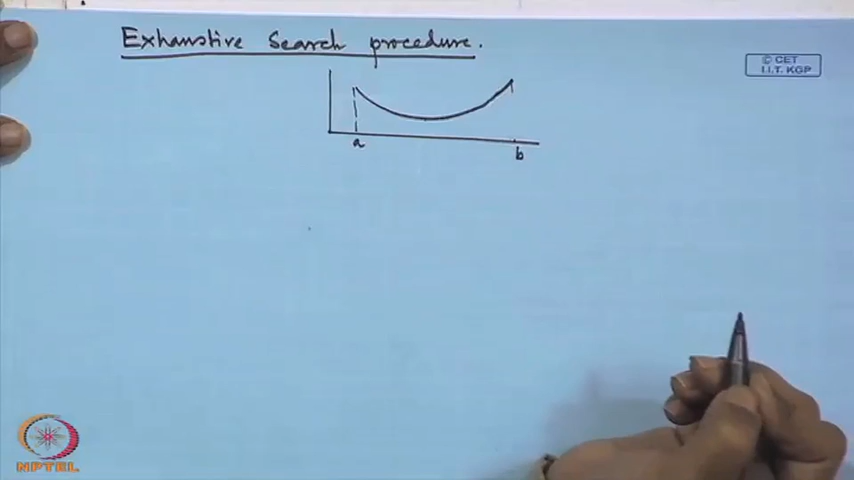 Exhaustive Search procedure.
© CET
I.I.T. KGP
a
b
NPTEL